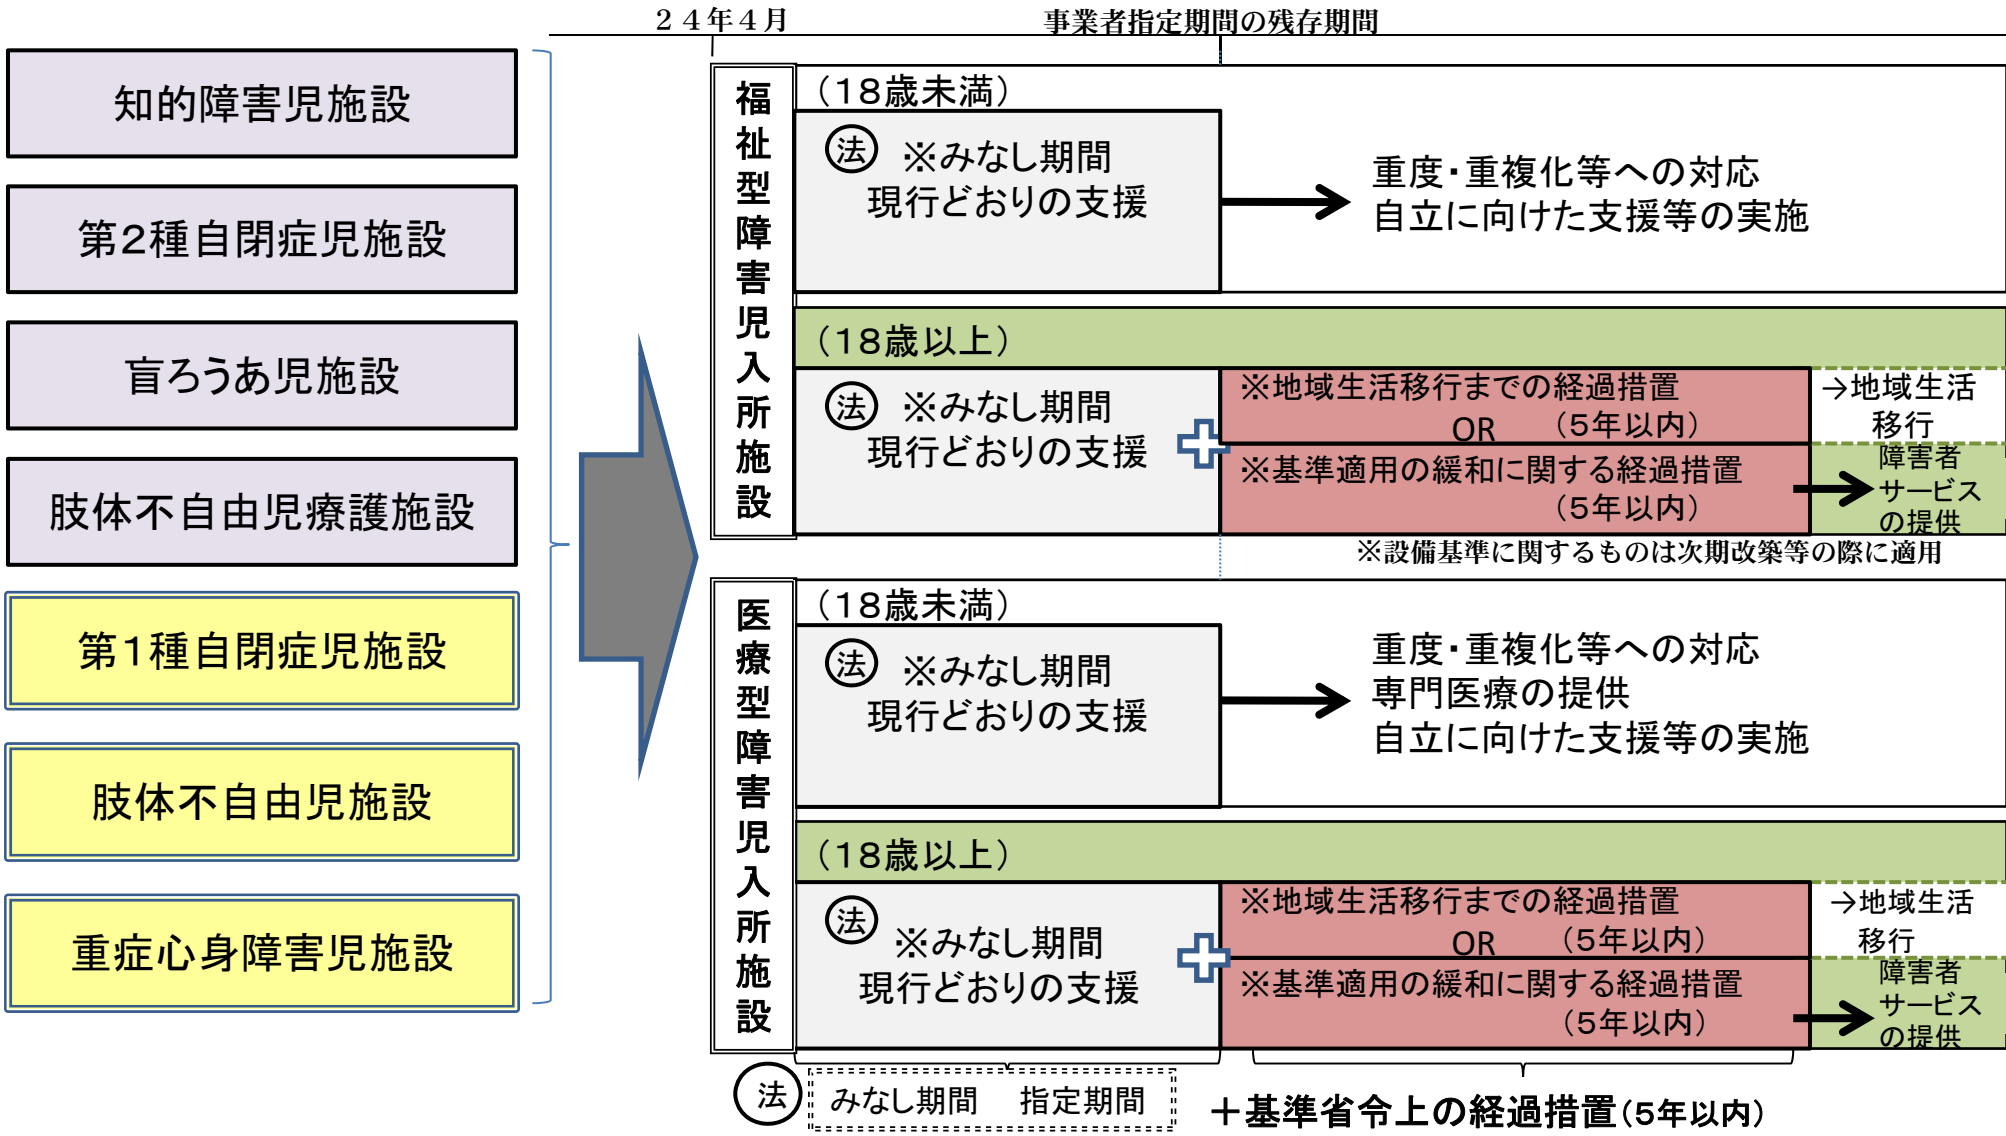 ２４年４月
事業者指定期間の残存期間
知的障害児施設
第２種自閉症児施設
盲ろうあ児施設
肢体不自由児療護施設
第１種自閉症児施設
肢体不自由児施設
重症心身障害児施設
福祉型障害児入所施設
（１８歳未満）
法 ※みなし期間
現行どおりの支援
重度・重複化等への対応
自立に向けた支援等の実施
（１８歳以上）
法 ※みなし期間
現行どおりの支援
※地域生活移行までの経過措置
OR （５年以内）
※基準適用の緩和に関する経過措置
（５年以内）
→地域生活
移行
障害者
サービス
の提供
※設備基準に関するものは次期改築等の際に適用
医療型障害児入所施設
（１８歳未満）
法 ※みなし期間
現行どおりの支援
重度・重複化等への対応
専門医療の提供
自立に向けた支援等の実施
（１８歳以上）
法
※みなし期間
現行どおりの支援
※地域生活移行までの経過措置
OR （５年以内）
※基準適用の緩和に関する経過措置
（５年以内）
→地域生活
移行
障害者
サービス
の提供
法 みなし期間 指定期間
＋基準省令上の経過措置（５年以内）